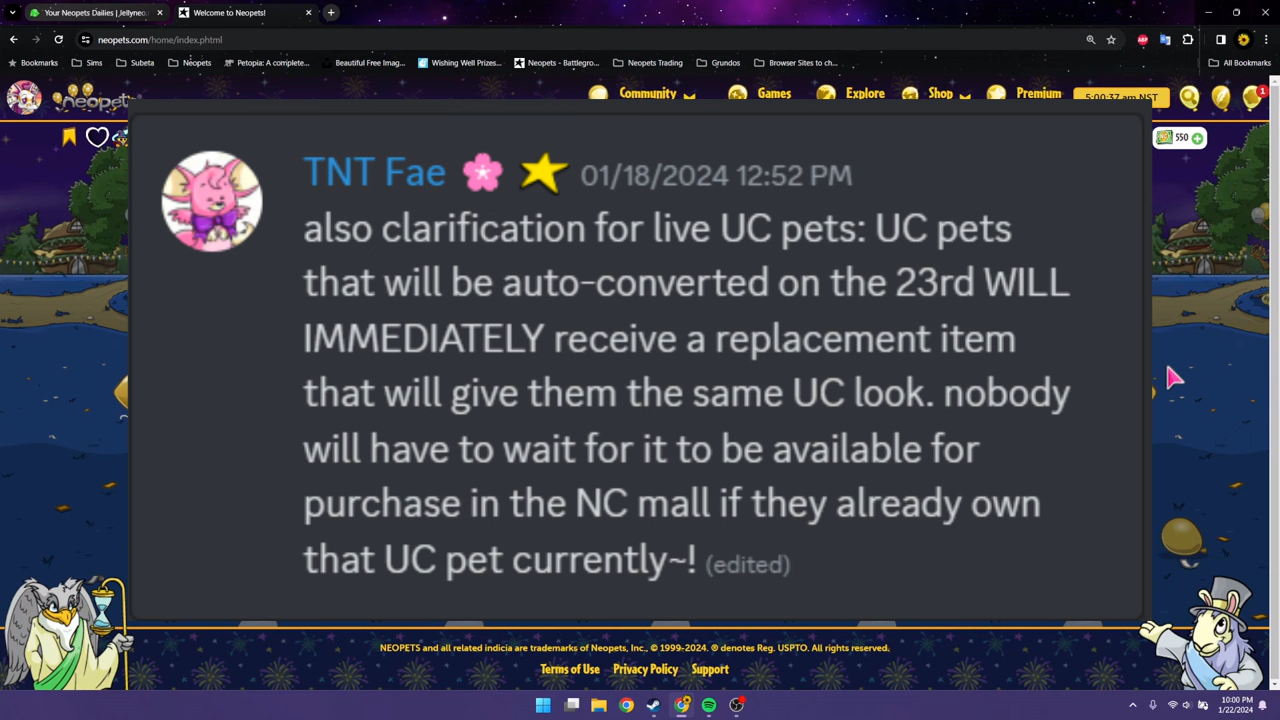 Your Neopets Dailies | Jellyneo
Welcome to Neopets!
neopets.com/home/index.phtml
Bookmarks
Sims
Subeta
Neopets
Petopia: A complete...
Beautiful Free Imag...
Wishing Well Prizes...
Neopets - Battlegro...
Neopets Trading
Grundos
Browser Sites to ch...
All Bookmarks
neopet
Community
Games
Explore
Shop
Premium
5:00:37 am NST
1
550
TNT Fae 01/18/2024 12:52 PM
also clarification for live UC pets: UC pets
that will be auto-converted on the 23rd WILL
IMMEDIATELY receive a replacement item
that will give them the same UC look. nobody
will have to wait for it to be available for
purchase in the NC mall if they already own
that UC pet currently~! (edited)
NEOPETS and all related indicia are trademarks of Neopets, Inc., © 1999-2024. ® denotes Reg. USPTO. All rights reserved.
Terms of Use
Privacy Policy
Support
10:00 PM
1/22/2024